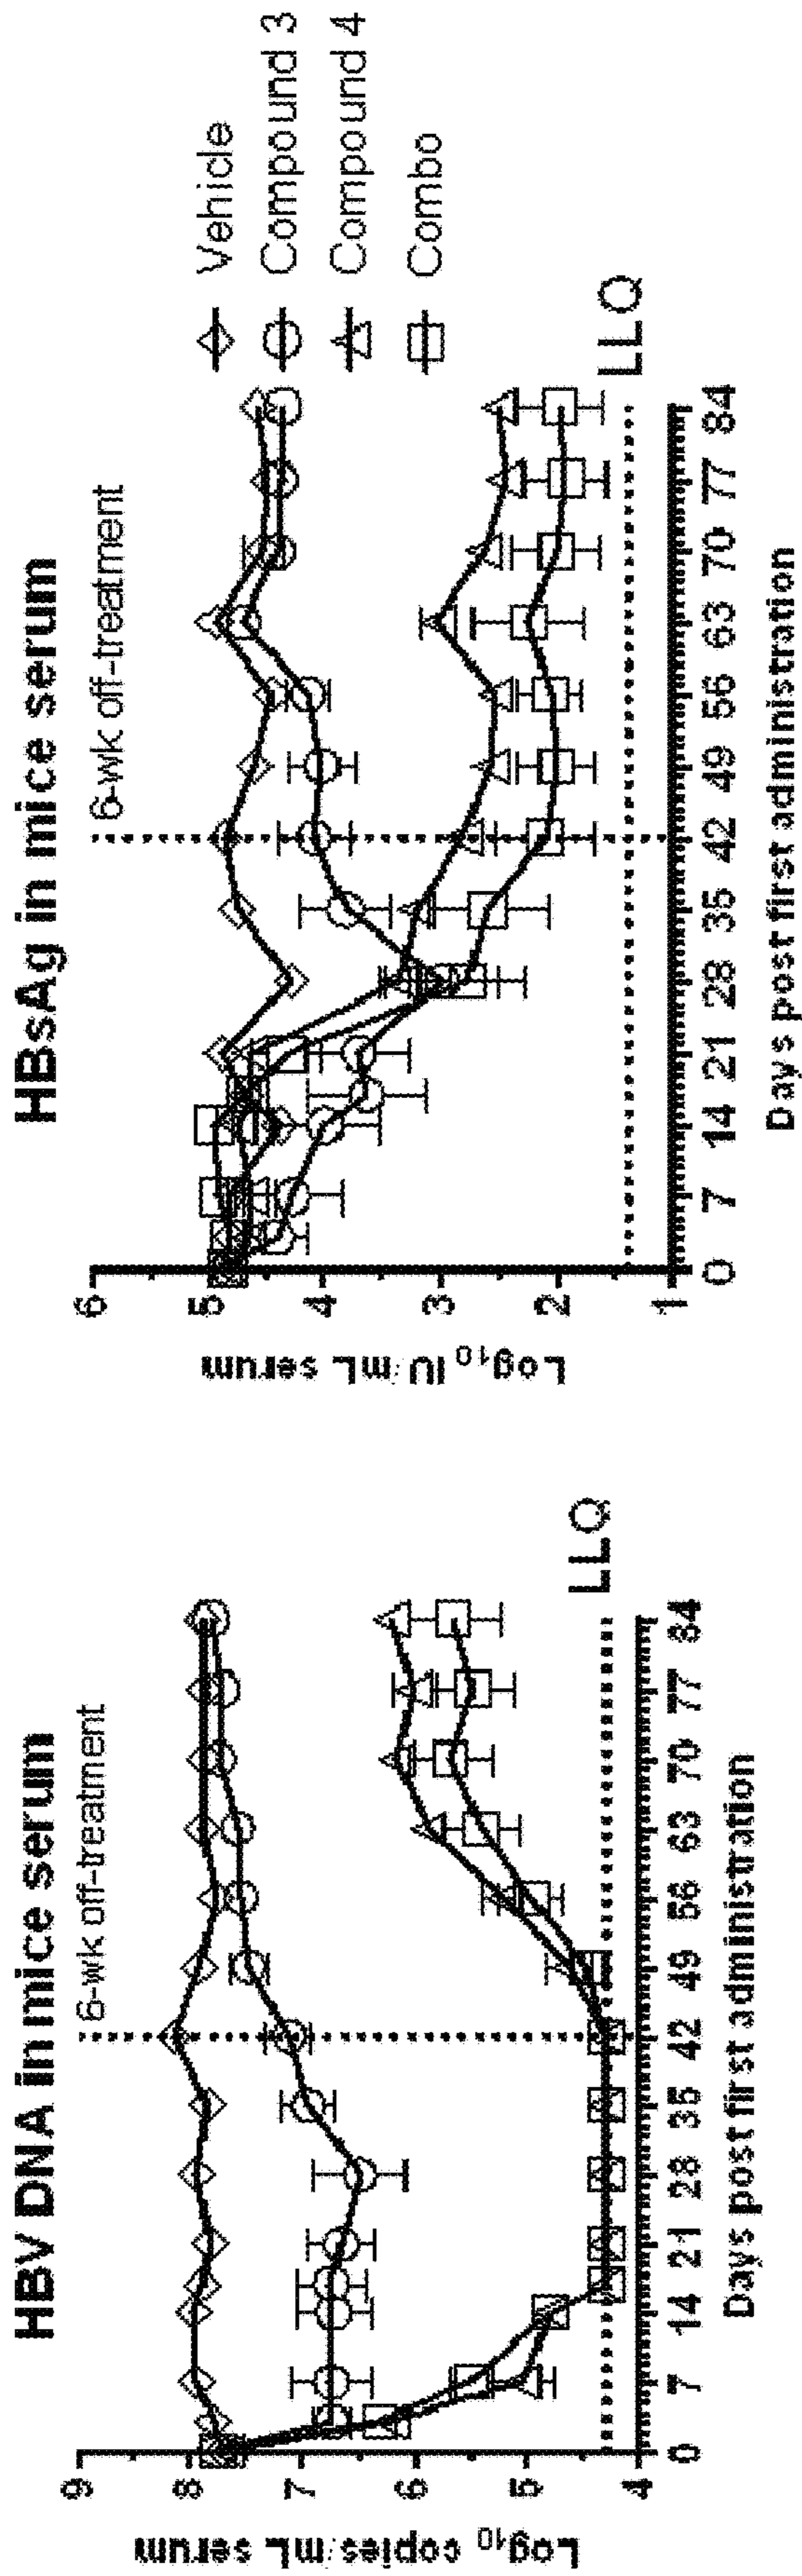 HBV DNA in mice serum
6-wk off-treatment
Log₁₀ copies/mL serum
9
8
7
6
5
4
LLQ
0 7 14 21 28 35 42 49 56 63 70 77 84
Days post first administration
HBsAg in mice serum
6-wk off-treatment
Log₁₀ IU/mL serum
6
5
4
3
2
1
LLQ
0 7 14 21 28 35 42 49 56 63 70 77 84
Days post first administration
Vehicle
Compound 3
Compound 4
Combo